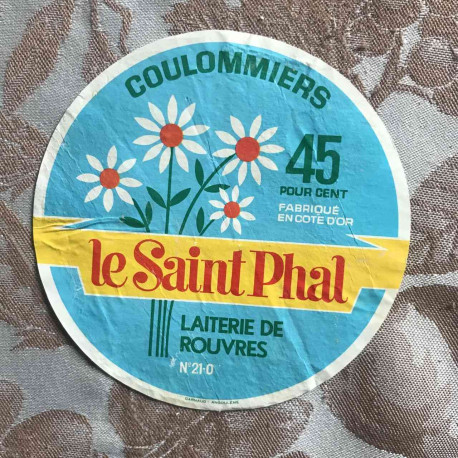 COULOMMIERS
45
POUR CENT
FABRIQUÉ
EN COTE D'OR
le Saint Phal
LAITERIE DE
ROUVRES
N°21-0